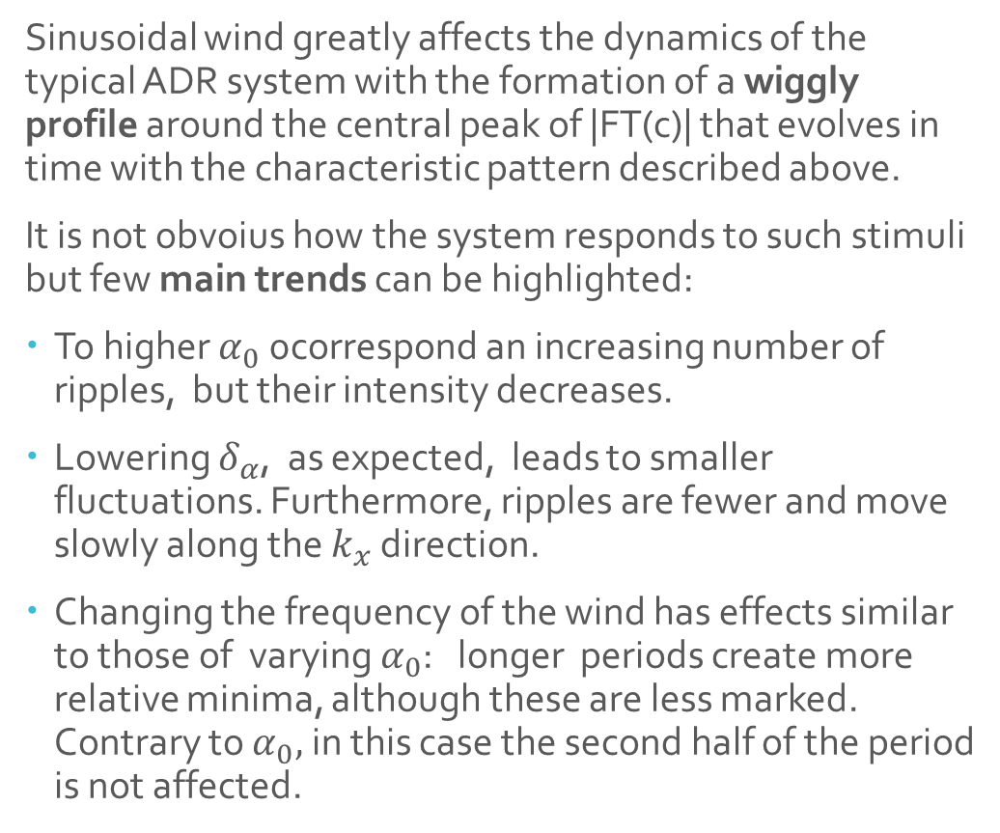 Sinusoidal wind greatly affects the dynamics of the
typical ADR system with the formation of a wiggly
profile around the central peak of |FT(c)| that evolves in
time with the characteristic pattern described above.
It is not obvoius how the system responds to such stimuli
but few main trends can be highlighted:
• To higher α₀ ocorrespond an increasing number of
ripples, but their intensity decreases.
• Lowering δ_α, as expected, leads to smaller
fluctuations. Furthermore, ripples are fewer and move
slowly along the k_x direction.
• Changing the frequency of the wind has effects similar
to those of varying α₀: longer periods create more
relative minima, although these are less marked.
Contrary to α₀, in this case the second half of the period
is not affected.